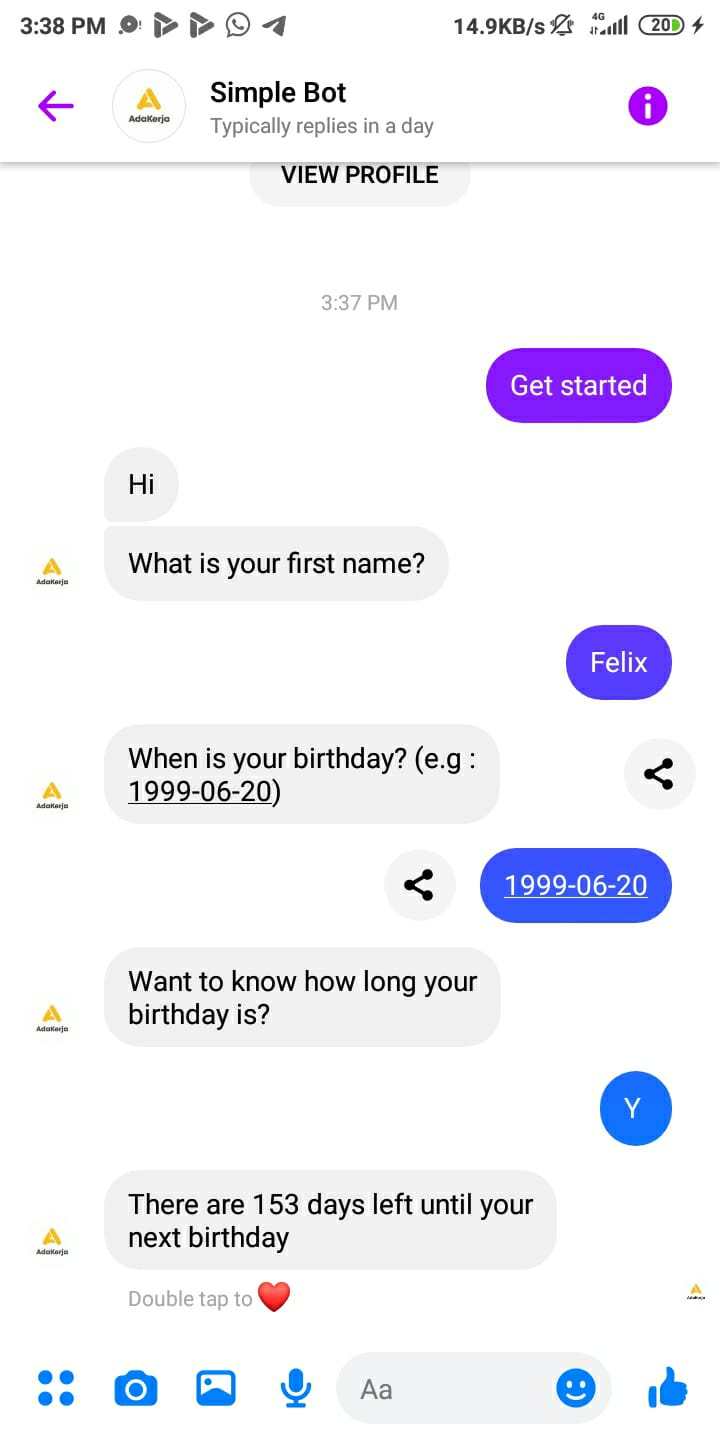 3:38 PM
14.9KB/s 4G 20
AdaKerja
Simple Bot
Typically replies in a day
VIEW PROFILE
3:37 PM
Get started
Hi
What is your first name?
AdaKerja
Felix
When is your birthday? (e.g :
1999-06-20)
AdaKerja
1999-06-20
Want to know how long your
birthday is?
AdaKerja
Y
There are 153 days left until your
next birthday
AdaKerja
Double tap to
AdaKerja
Aa